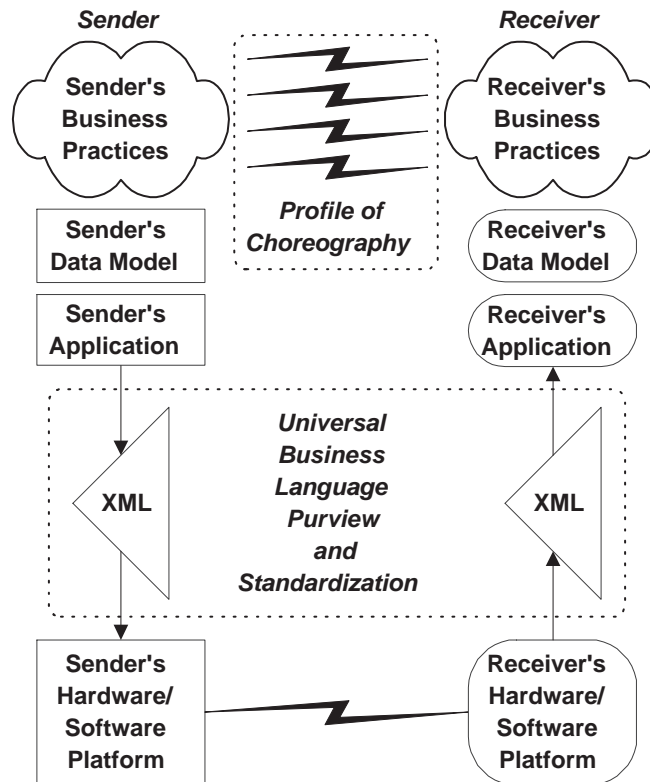 Sender
Receiver
Sender's
Business
Practices
Receiver's
Business
Practices
Profile of
Choreography
Sender's
Data Model
Receiver's
Data Model
Sender's
Application
Receiver's
Application
Universal
Business
Language
Purview
and
Standardization
XML
XML
Sender's
Hardware/
Software
Platform
Receiver's
Hardware/
Software
Platform